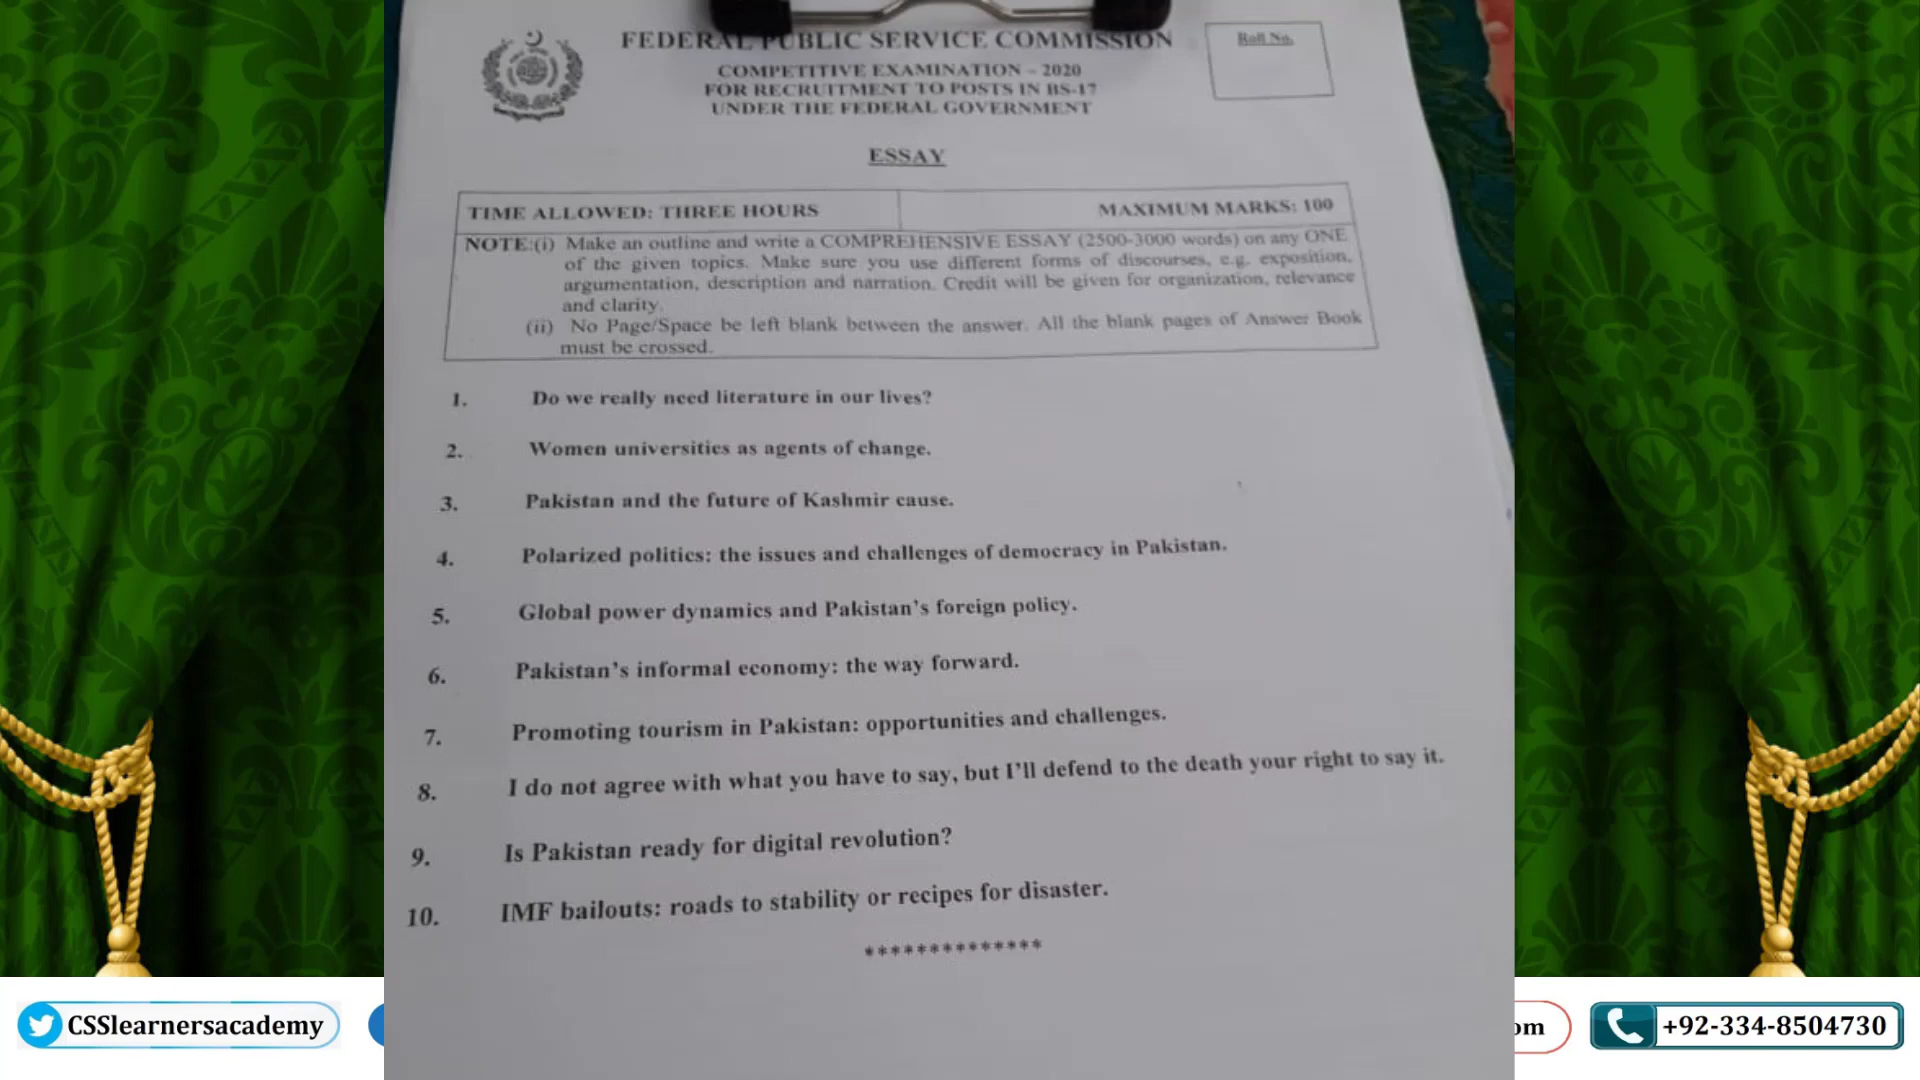 FEDERAL PUBLIC SERVICE COMMISSION
COMPETITIVE EXAMINATION - 2020
FOR RECRUITMENT TO POSTS IN BS-17
UNDER THE FEDERAL GOVERNMENT
Roll No.
ESSAY
TIME ALLOWED: THREE HOURS MAXIMUM MARKS: 100
NOTE:(i) Make an outline and write a COMPREHENSIVE ESSAY (2500-3000 words) on any ONE
of the given topics. Make sure you use different forms of discourses, e.g. exposition,
argumentation, description and narration. Credit will be given for organization, relevance
and clarity.
(ii) No Page/Space be left blank between the answer. All the blank pages of Answer Book
must be crossed.
1. Do we really need literature in our lives?
2. Women universities as agents of change.
3. Pakistan and the future of Kashmir cause.
4. Polarized politics: the issues and challenges of democracy in Pakistan.
5. Global power dynamics and Pakistan's foreign policy.
6. Pakistan's informal economy: the way forward.
7. Promoting tourism in Pakistan: opportunities and challenges.
8. I do not agree with what you have to say, but I'll defend to the death your right to say it.
9. Is Pakistan ready for digital revolution?
10. IMF bailouts: roads to stability or recipes for disaster.
**************
CSSlearnersacademy
om
+92-334-8504730